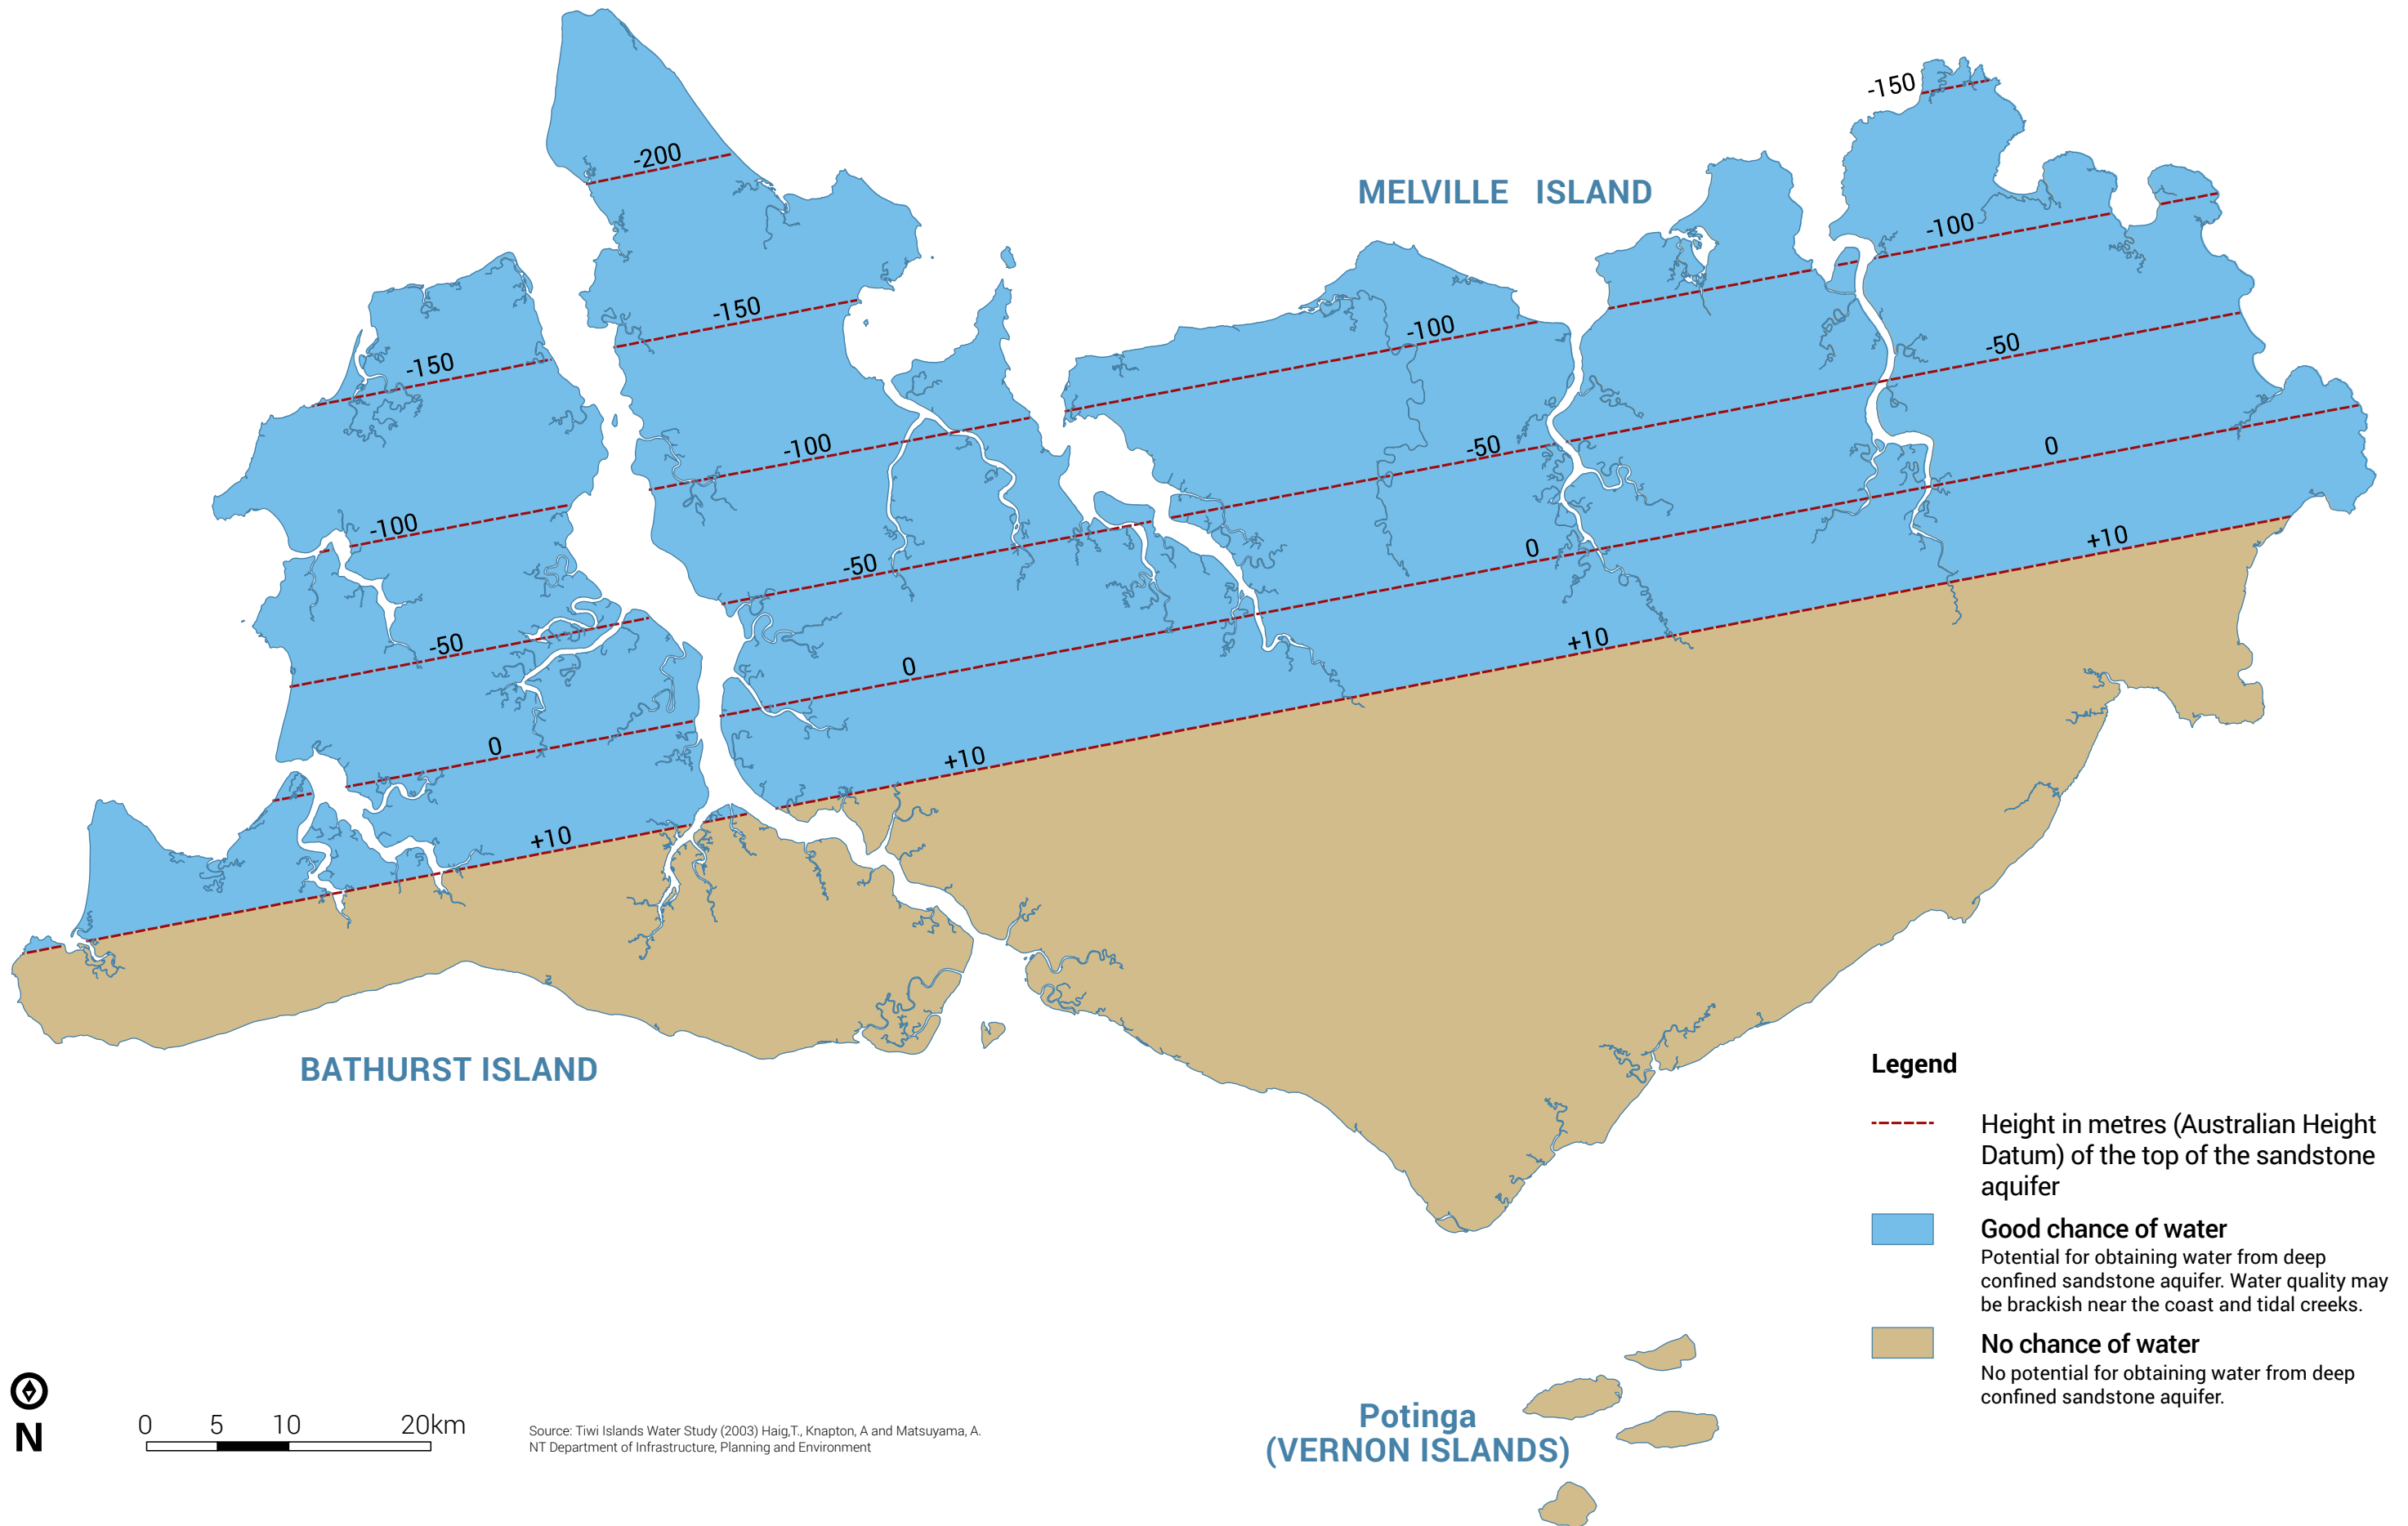 -150
-200
MELVILLE ISLAND
-100
-150
-100
-50
-150
-100
-50
0
-100
-50
0
+10
-50
0
+10
0
+10
+10
BATHURST ISLAND
Legend
Height in metres (Australian Height
Datum) of the top of the sandstone
aquifer
Good chance of water
Potential for obtaining water from deep
confined sandstone aquifer. Water quality may
be brackish near the coast and tidal creeks.
No chance of water
No potential for obtaining water from deep
confined sandstone aquifer.
Potinga
(VERNON ISLANDS)
N
0 5 10 20km
Source: Tiwi Islands Water Study (2003) Haig,T., Knapton, A and Matsuyama, A.
NT Department of Infrastructure, Planning and Environment